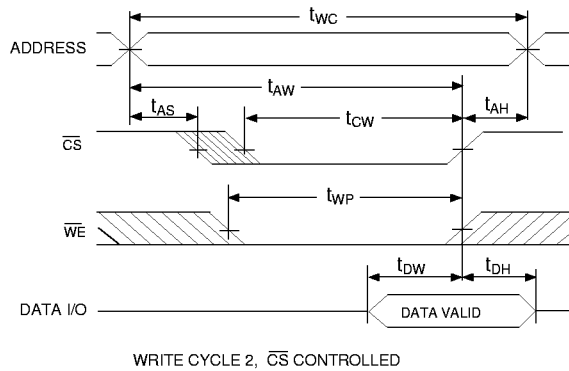 tWC
ADDRESS
tAW
tAS
tCW
tAH
CS
tWP
WE
tDW
tDH
DATA I/O
DATA VALID
WRITE CYCLE 2, CS CONTROLLED